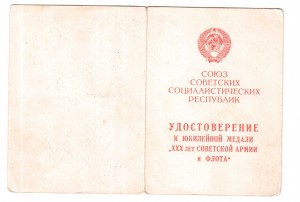 СОЮЗ
СОВЕТСКИХ
СОЦИАЛИСТИЧЕСКИХ
РЕСПУБЛИК
УДОСТОВЕРЕНИЕ
К ЮБИЛЕЙНОЙ МЕДАЛИ
„XXX лет СОВЕТСКОЙ АРМИИ
и ФЛОТА“